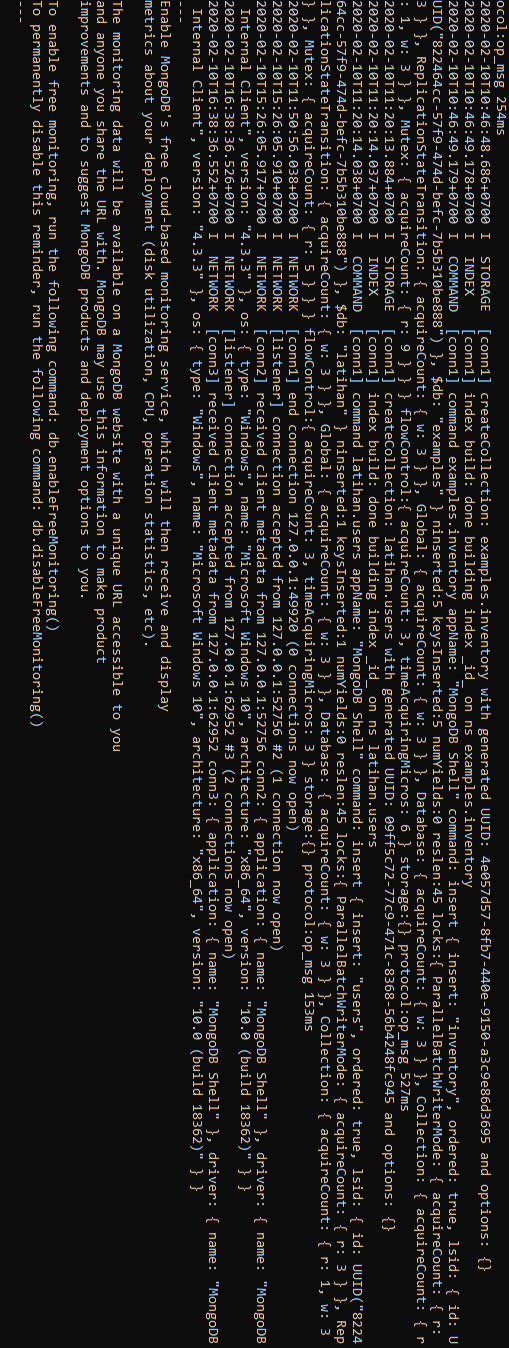 ocol:op_msg 254ms
2020-02-10T10:46:48.686+0700 I  STORAGE  [conn1] createCollection: examples.inventory with generated UUID: 4e057d57-8fb7-440e-9150-a3c9e86d3695 and options: {}
2020-02-10T10:46:49.178+0700 I  INDEX    [conn1] index build: done building index _id_ on ns examples.inventory
2020-02-10T10:46:49.179+0700 I  COMMAND  [conn1] command examples.inventory appName: "MongoDB Shell" command: insert { insert: "inventory", ordered: true, lsid: { id: U
UID("822464cc-57f9-474d-befc-7b5b310be888") }, $db: "examples" } ninserted:5 keysInserted:5 numYields:0 reslen:45 locks:{ ParallelBatchWriterMode: { acquireCount: { r:
3 } }, ReplicationStateTransition: { acquireCount: { w: 3 } }, Global: { acquireCount: { w: 3 } }, Database: { acquireCount: { w: 3 } }, Collection: { acquireCount: { r
: 1, w: 3 } }, Mutex: { acquireCount: { r: 9 } } } flowControl:{ acquireCount: 3, timeAcquiringMicros: 6 } storage:{} protocol:op_msg 527ms
2020-02-10T11:20:13.884+0700 I  STORAGE  [conn1] createCollection: latihan.users with generated UUID: 09ff5c72-77c9-471c-8368-56b4248fc945 and options: {}
2020-02-10T11:20:14.037+0700 I  INDEX    [conn1] index build: done building index _id_ on ns latihan.users
2020-02-10T11:20:14.038+0700 I  COMMAND  [conn1] command latihan.users appName: "MongoDB Shell" command: insert { insert: "users", ordered: true, lsid: { id: UUID("8224
64cc-57f9-474d-befc-7b5b310be888") }, $db: "latihan" } ninserted:1 keysInserted:1 numYields:0 reslen:45 locks:{ ParallelBatchWriterMode: { acquireCount: { r: 3 } }, Rep
licationStateTransition: { acquireCount: { w: 3 } }, Global: { acquireCount: { w: 3 } }, Database: { acquireCount: { w: 3 } }, Collection: { acquireCount: { r: 1, w: 3
} }, Mutex: { acquireCount: { r: 5 } } } flowControl:{ acquireCount: 3, timeAcquiringMicros: 3 } storage:{} protocol:op_msg 153ms
2020-02-10T11:50:56.038+0700 I  NETWORK  [conn1] end connection 127.0.0.1:49920 (0 connections now open)
2020-02-10T15:26:05.910+0700 I  NETWORK  [listener] connection accepted from 127.0.0.1:52756 #2 (1 connection now open)
2020-02-10T15:26:05.917+0700 I  NETWORK  [conn2] received client metadata from 127.0.0.1:52756 conn2: { application: { name: "MongoDB Shell" }, driver: { name: "MongoDB
Internal Client", version: "4.3.3" }, os: { type: "Windows", name: "Microsoft Windows 10", architecture: "x86_64", version: "10.0 (build 18362)" } }
2020-02-10T16:38:36.526+0700 I  NETWORK  [listener] connection accepted from 127.0.0.1:62952 #3 (2 connections now open)
2020-02-10T16:38:36.552+0700 I  NETWORK  [conn3] received client metadata from 127.0.0.1:62952 conn3: { application: { name: "MongoDB Shell" }, driver: { name: "MongoDB
Internal Client", version: "4.3.3" }, os: { type: "Windows", name: "Microsoft Windows 10", architecture: "x86_64", version: "10.0 (build 18362)" } }
---
Enable MongoDB's free cloud-based monitoring service, which will then receive and display
metrics about your deployment (disk utilization, CPU, operation statistics, etc).
The monitoring data will be available on a MongoDB website with a unique URL accessible to you
and anyone you share the URL with. MongoDB may use this information to make product
improvements and to suggest MongoDB products and deployment options to you.
To enable free monitoring, run the following command: db.enableFreeMonitoring()
To permanently disable this reminder, run the following command: db.disableFreeMonitoring()
---